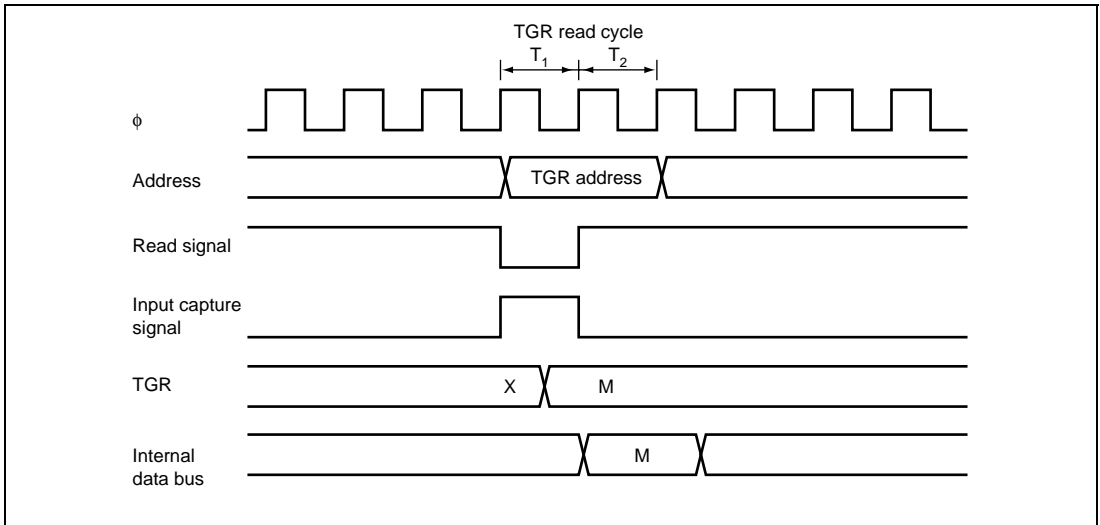 TGR read cycle
T1 T2
ϕ
Address
TGR address
Read signal
Input capture
signal
TGR
X M
Internal
data bus
M